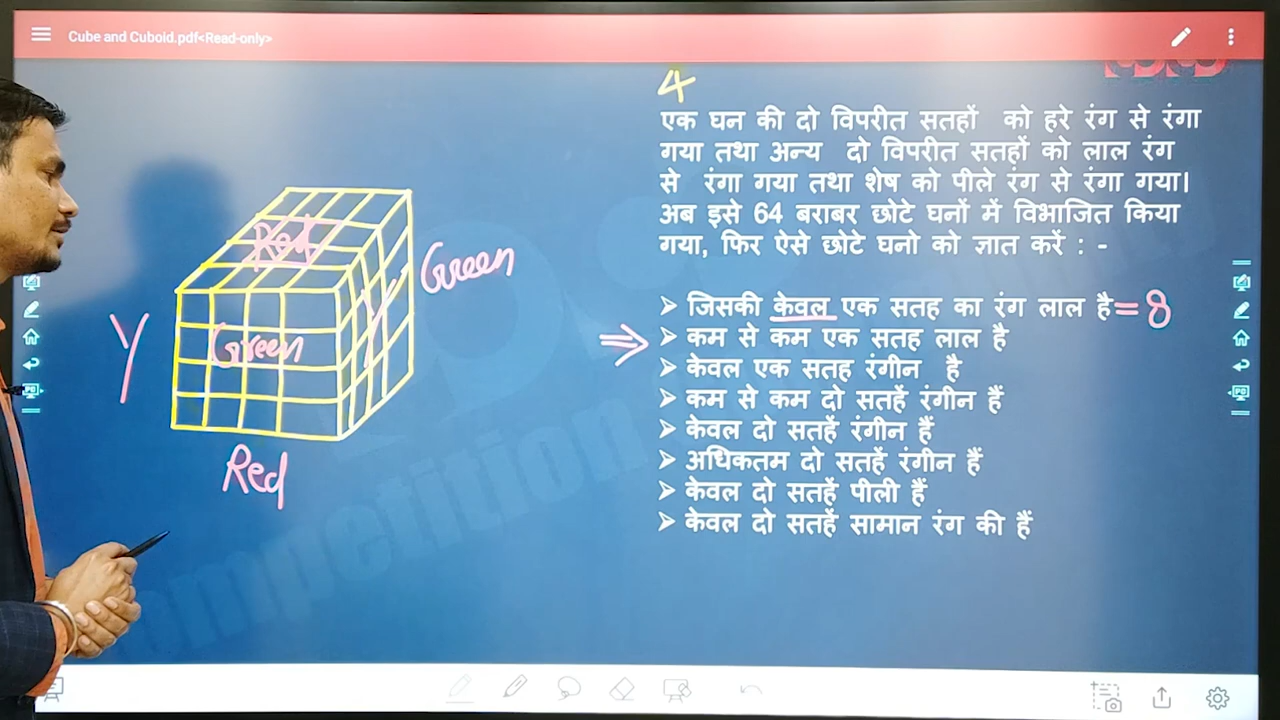 Cube and Cuboid.pdf<Read-only>
4
एक घन की दो विपरीत सतहों को हरे रंग से रंगा
गया तथा अन्य दो विपरीत सतहों को लाल रंग
से रंगा गया तथा शेष को पीले रंग से रंगा गया।
अब इसे 64 बराबर छोटे घनों में विभाजित किया
गया, फिर ऐसे छोटे घनो को ज्ञात करें : -
➢ जिसकी केवल एक सतह का रंग लाल है = 8
⇒ ➢ कम से कम एक सतह लाल है
➢ केवल एक सतह रंगीन है
➢ कम से कम दो सतहें रंगीन हैं
➢ केवल दो सतहें रंगीन हैं
➢ अधिकतम दो सतहें रंगीन हैं
➢ केवल दो सतहें पीली हैं
➢ केवल दो सतहें सामान रंग की हैं
Red
Green
Y
Green
Y
Red
competition